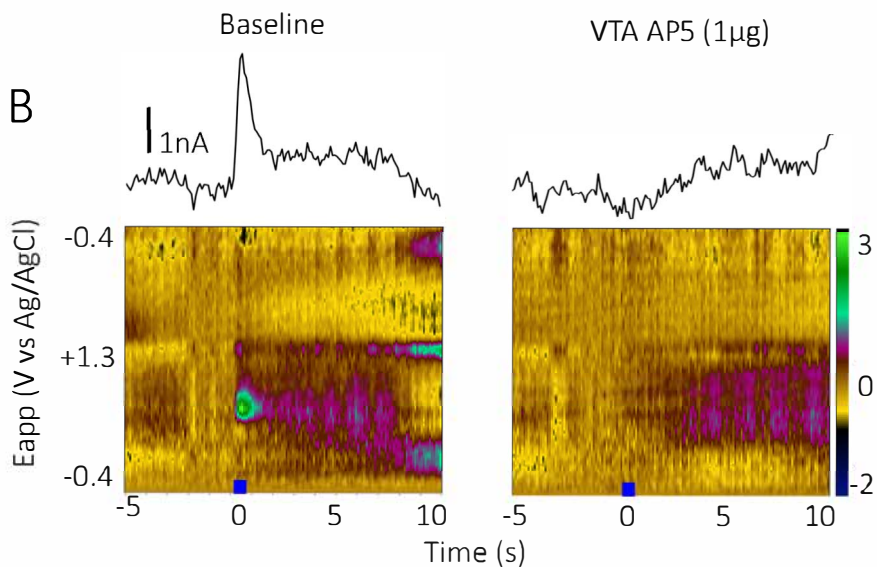 Baseline
VTA AP5 (1µg)
B
1nA
Eapp (V vs Ag/AgCl)
-0.4
+1.3
-0.4
3
0
-2
-5 0 5 10
-5 0 5 10
Time (s)